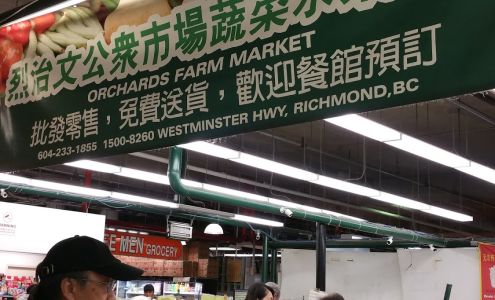 烈治文公衆市場蔬菜水
ORCHARDS FARM MARKET
批發零售，免費送貨，歡迎餐館預訂
604-233-1855 1500-8260 WESTMINSTER HWY, RICHMOND,BC
MEN GROCERY